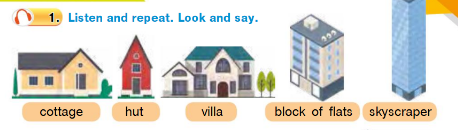 1. Listen and repeat. Look and say.
cottage hut villa block of flats skyscraper